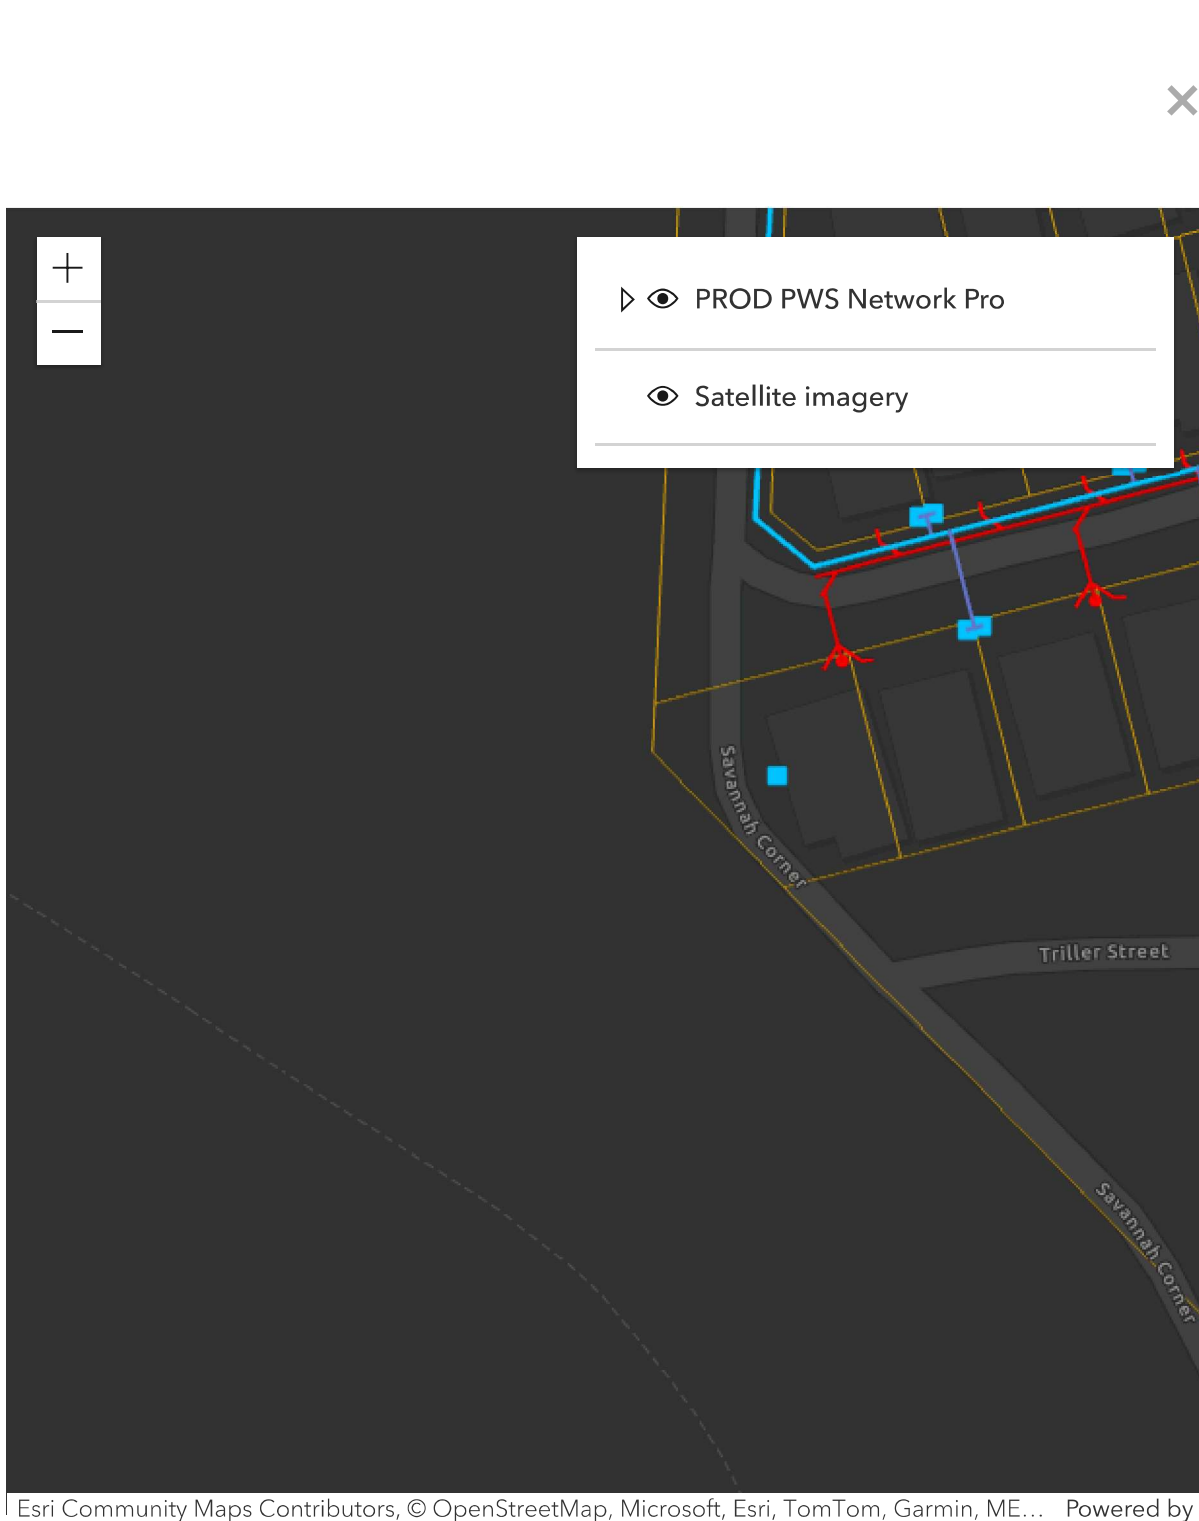 PROD PWS Network Pro
Satellite imagery
Savannah Corner
Triller Street
Savannah Corner
Esri Community Maps Contributors, © OpenStreetMap, Microsoft, Esri, TomTom, Garmin, ME... Powered by